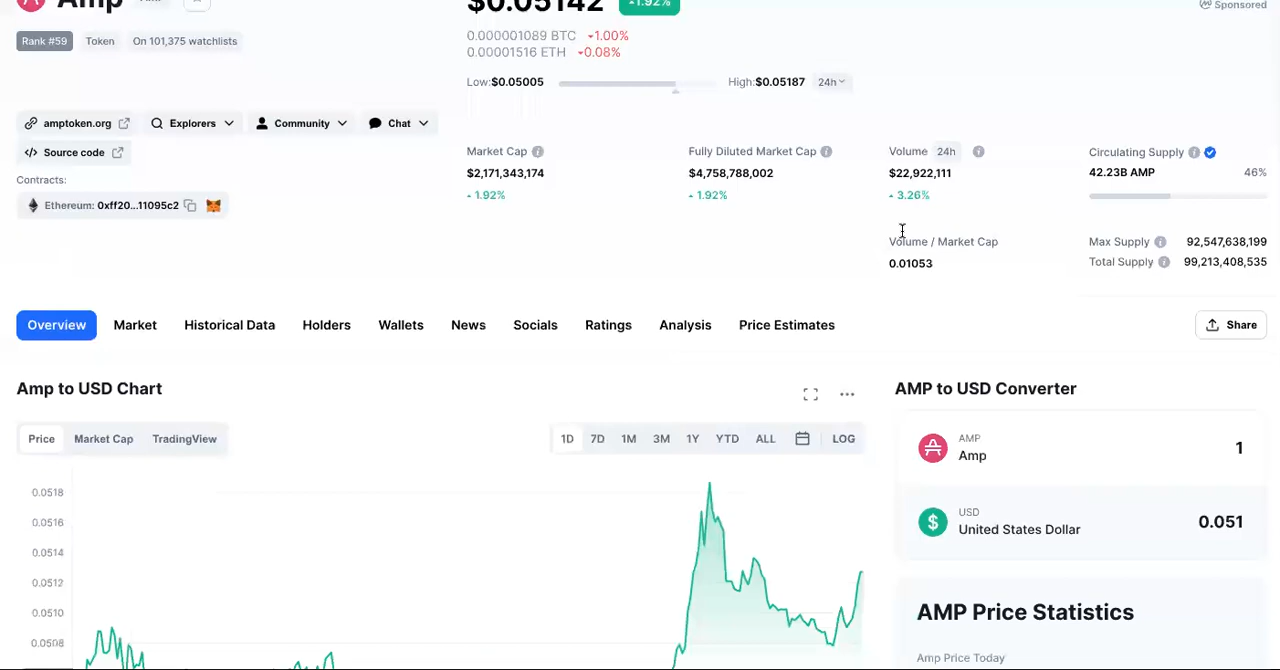 Amp
$0.05142
1.92%
Sponsored
Rank #59
Token
On 101,375 watchlists
0.000001089 BTC
1.00%
0.00001516 ETH
0.08%
Low:$0.05005
High:$0.05187
24h
amptoken.org
Explorers
Community
Chat
Source code
Contracts:
Ethereum: 0xff20...11095c2
Market Cap
$2,171,343,174
1.92%
Fully Diluted Market Cap
$4,758,788,002
1.92%
Volume 24h
$22,922,111
3.26%
Volume / Market Cap
0.01053
Circulating Supply
42.23B AMP
46%
Max Supply
92,547,638,199
Total Supply
99,213,408,535
Overview
Market
Historical Data
Holders
Wallets
News
Socials
Ratings
Analysis
Price Estimates
Share
Amp to USD Chart
Price
Market Cap
TradingView
1D
7D
1M
3M
1Y
YTD
ALL
LOG
0.0518
0.0516
0.0514
0.0512
0.0510
0.0508
AMP to USD Converter
AMP
Amp
1
USD
United States Dollar
0.051
AMP Price Statistics
Amp Price Today